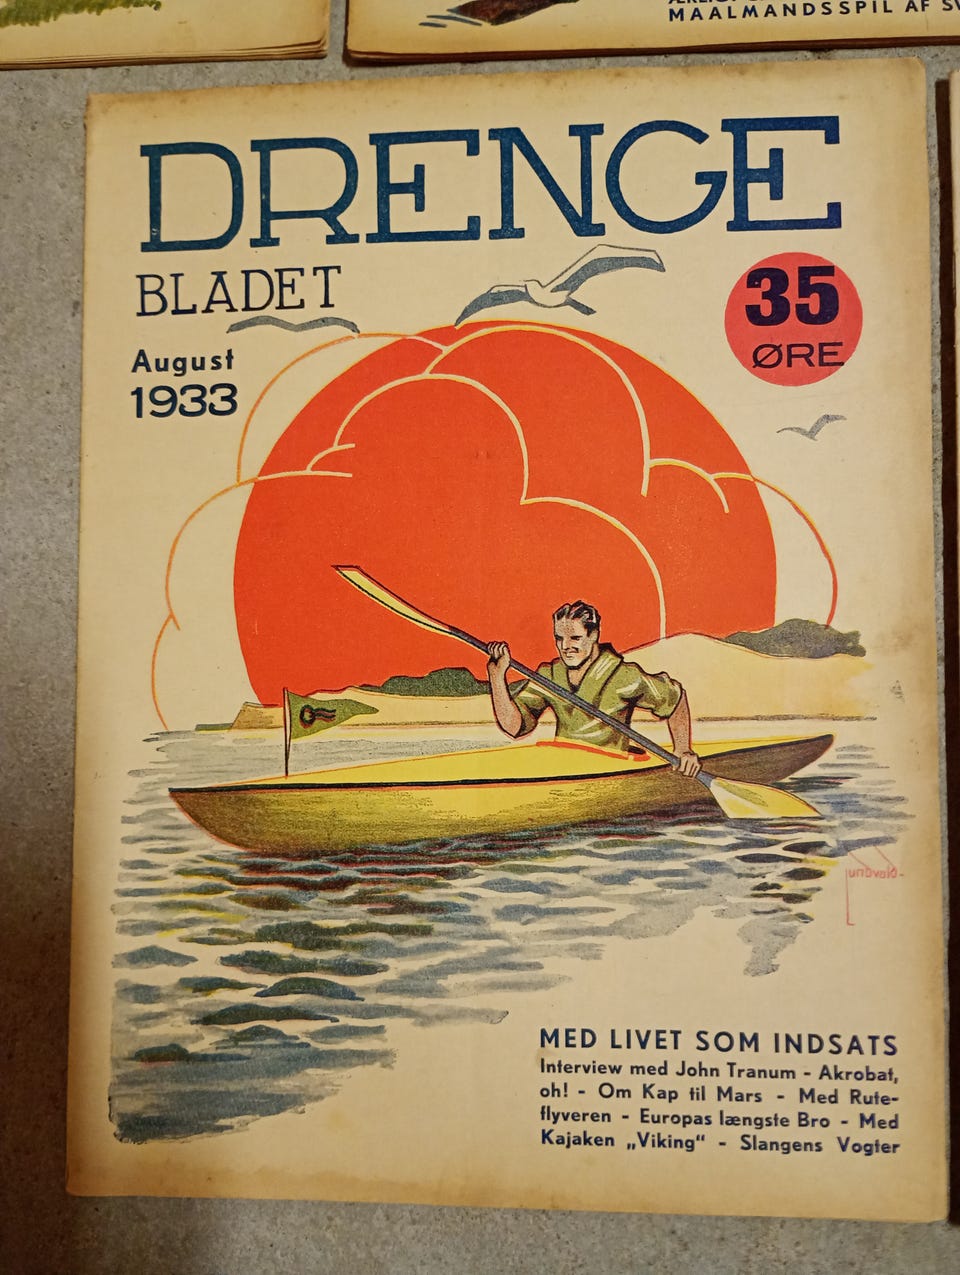 MAALMANDSSPIL AF
DRENGE
BLADET
35
ØRE
August
1933
Lundvald-
MED LIVET SOM INDSATS
Interview med John Tranum - Akrobat,
oh! - Om Kap til Mars - Med Rute-
flyveren - Europas længste Bro - Med
Kajaken „Viking“ - Slangens Vogter